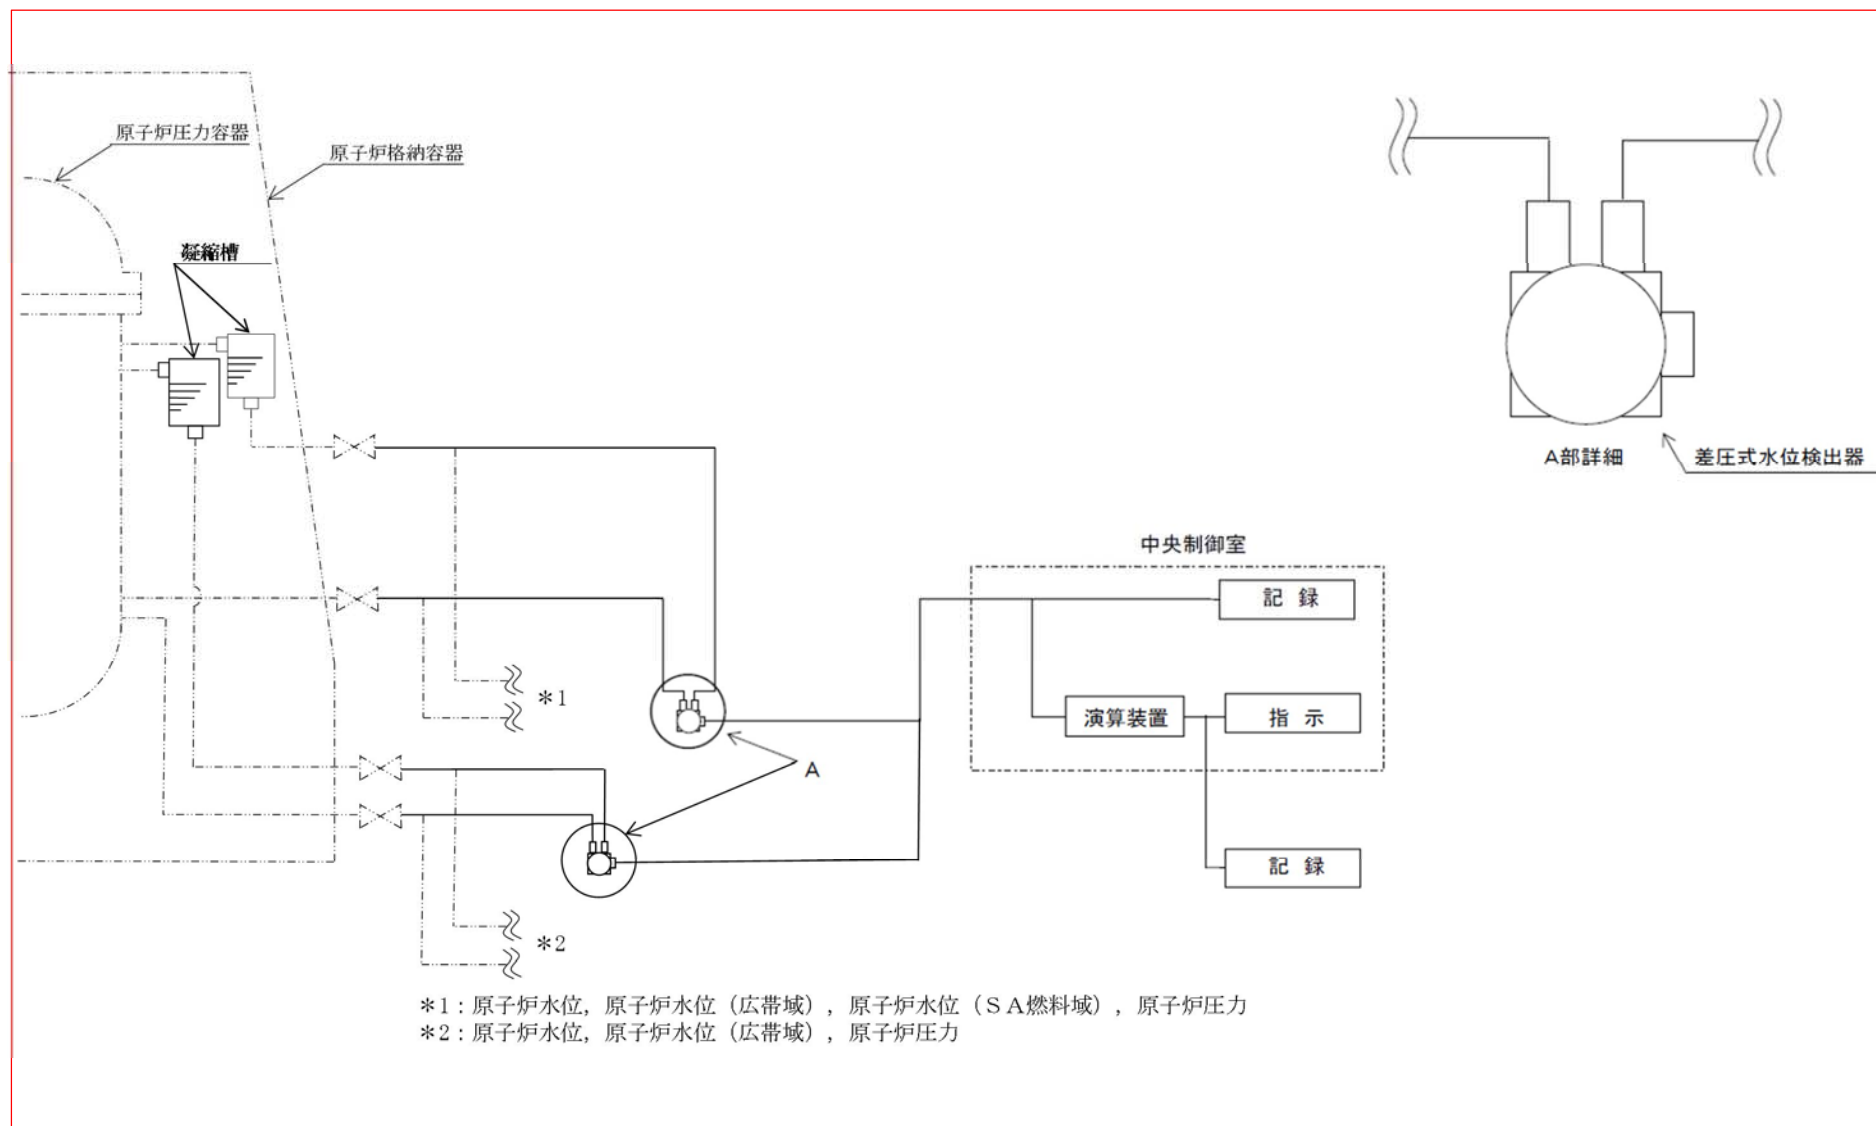 原子炉圧力容器
原子炉格納容器
凝縮槽
A部詳細
差圧式水位検出器
中央制御室
記 録
演算装置
指 示
記 録
A
*1
*2
*1:原子炉水位,原子炉水位(広帯域),原子炉水位(SA燃料域),原子炉圧力
*2:原子炉水位,原子炉水位(広帯域),原子炉圧力